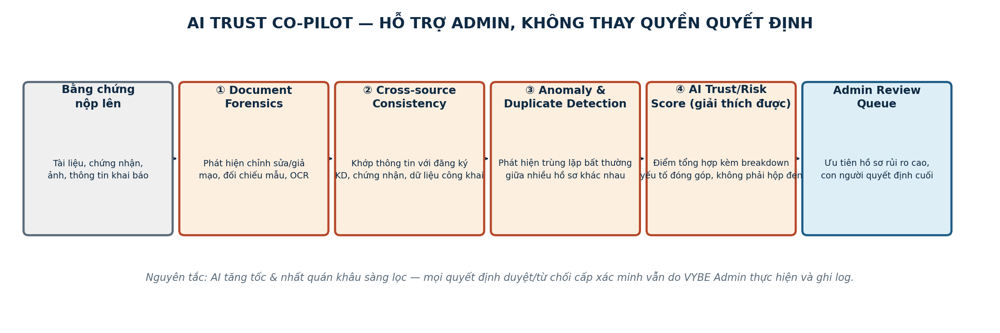 AI TRUST CO-PILOT — HỖ TRỢ ADMIN, KHÔNG THAY QUYỀN QUYẾT ĐỊNH
Bằng chứng
nộp lên
Tài liệu, chứng nhận,
ảnh, thông tin khai báo
① Document
Forensics
Phát hiện chỉnh sửa/giả
mạo, đối chiếu mẫu, OCR
② Cross-source
Consistency
Khớp thông tin với đăng ký
KD, chứng nhận, dữ liệu công khai
③ Anomaly &
Duplicate Detection
Phát hiện trùng lặp bất thường
giữa nhiều hồ sơ khác nhau
④ AI Trust/Risk
Score (giải thích được)
Điểm tổng hợp kèm breakdown
yếu tố đóng góp, không phải hộp đen
Admin Review
Queue
Ưu tiên hồ sơ rủi ro cao,
con người quyết định cuối
Nguyên tắc: AI tăng tốc & nhất quán khâu sàng lọc — mọi quyết định duyệt/từ chối cấp xác minh vẫn do VYBE Admin thực hiện và ghi log.